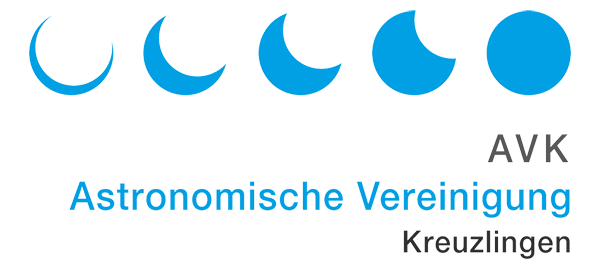 AVK
Astronomische Vereinigung
Kreuzlingen